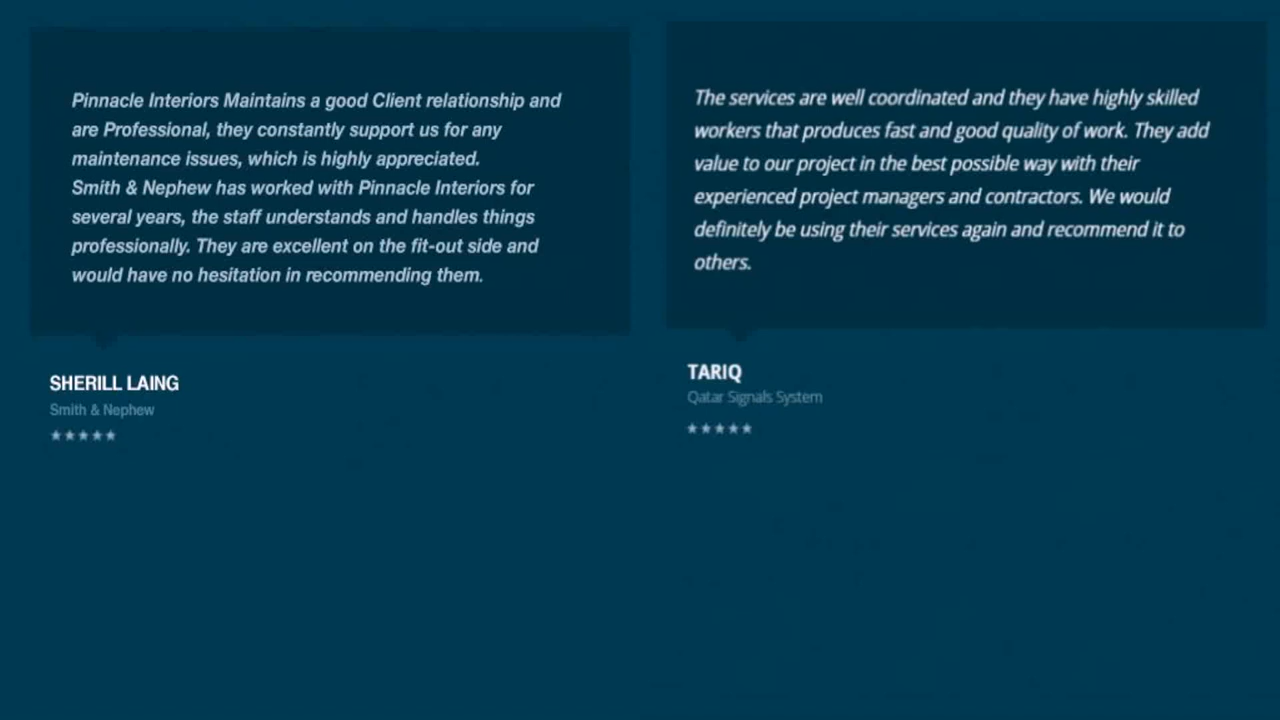 Pinnacle Interiors Maintains a good Client relationship and
are Professional, they constantly support us for any
maintenance issues, which is highly appreciated.
Smith & Nephew has worked with Pinnacle Interiors for
several years, the staff understands and handles things
professionally. They are excellent on the fit-out side and
would have no hesitation in recommending them.
SHERILL LAING
Smith & Nephew
★★★★★
The services are well coordinated and they have highly skilled
workers that produces fast and good quality of work. They add
value to our project in the best possible way with their
experienced project managers and contractors. We would
definitely be using their services again and recommend it to
others.
TARIQ
Qatar Signals System
★★★★★